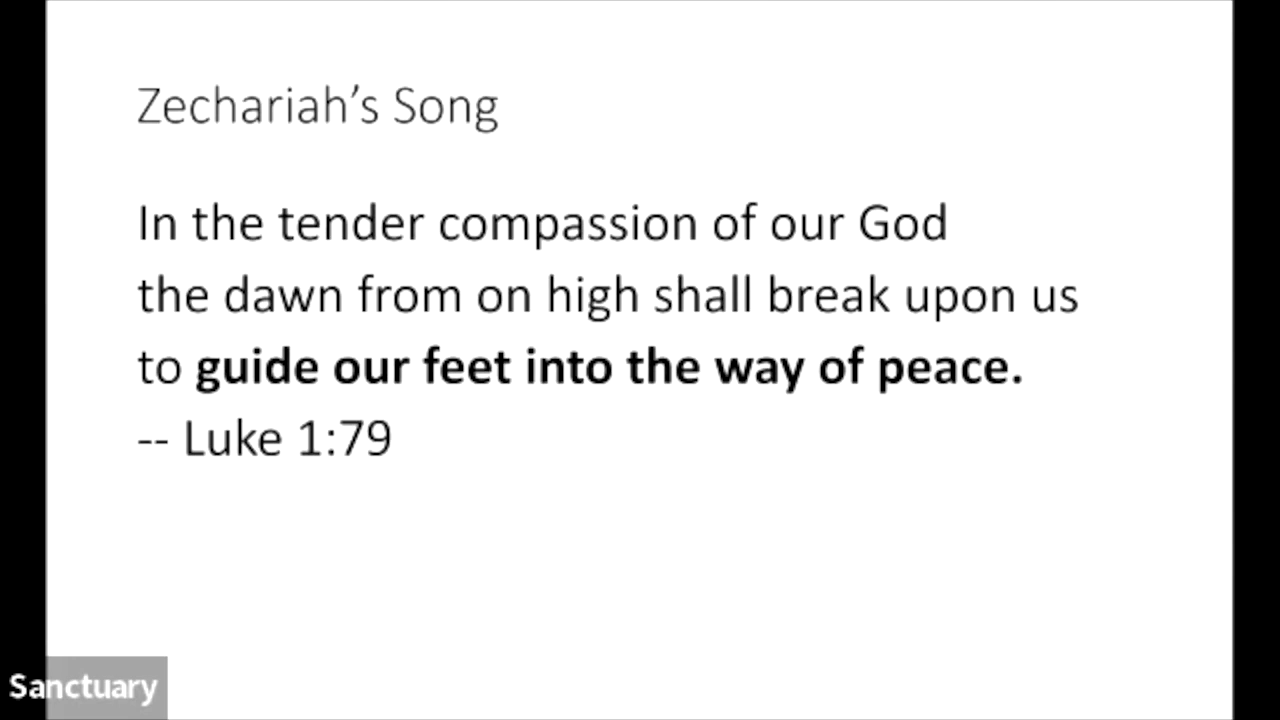 Zechariah’s Song
In the tender compassion of our God
the dawn from on high shall break upon us
to guide our feet into the way of peace.
-- Luke 1:79
Sanctuary